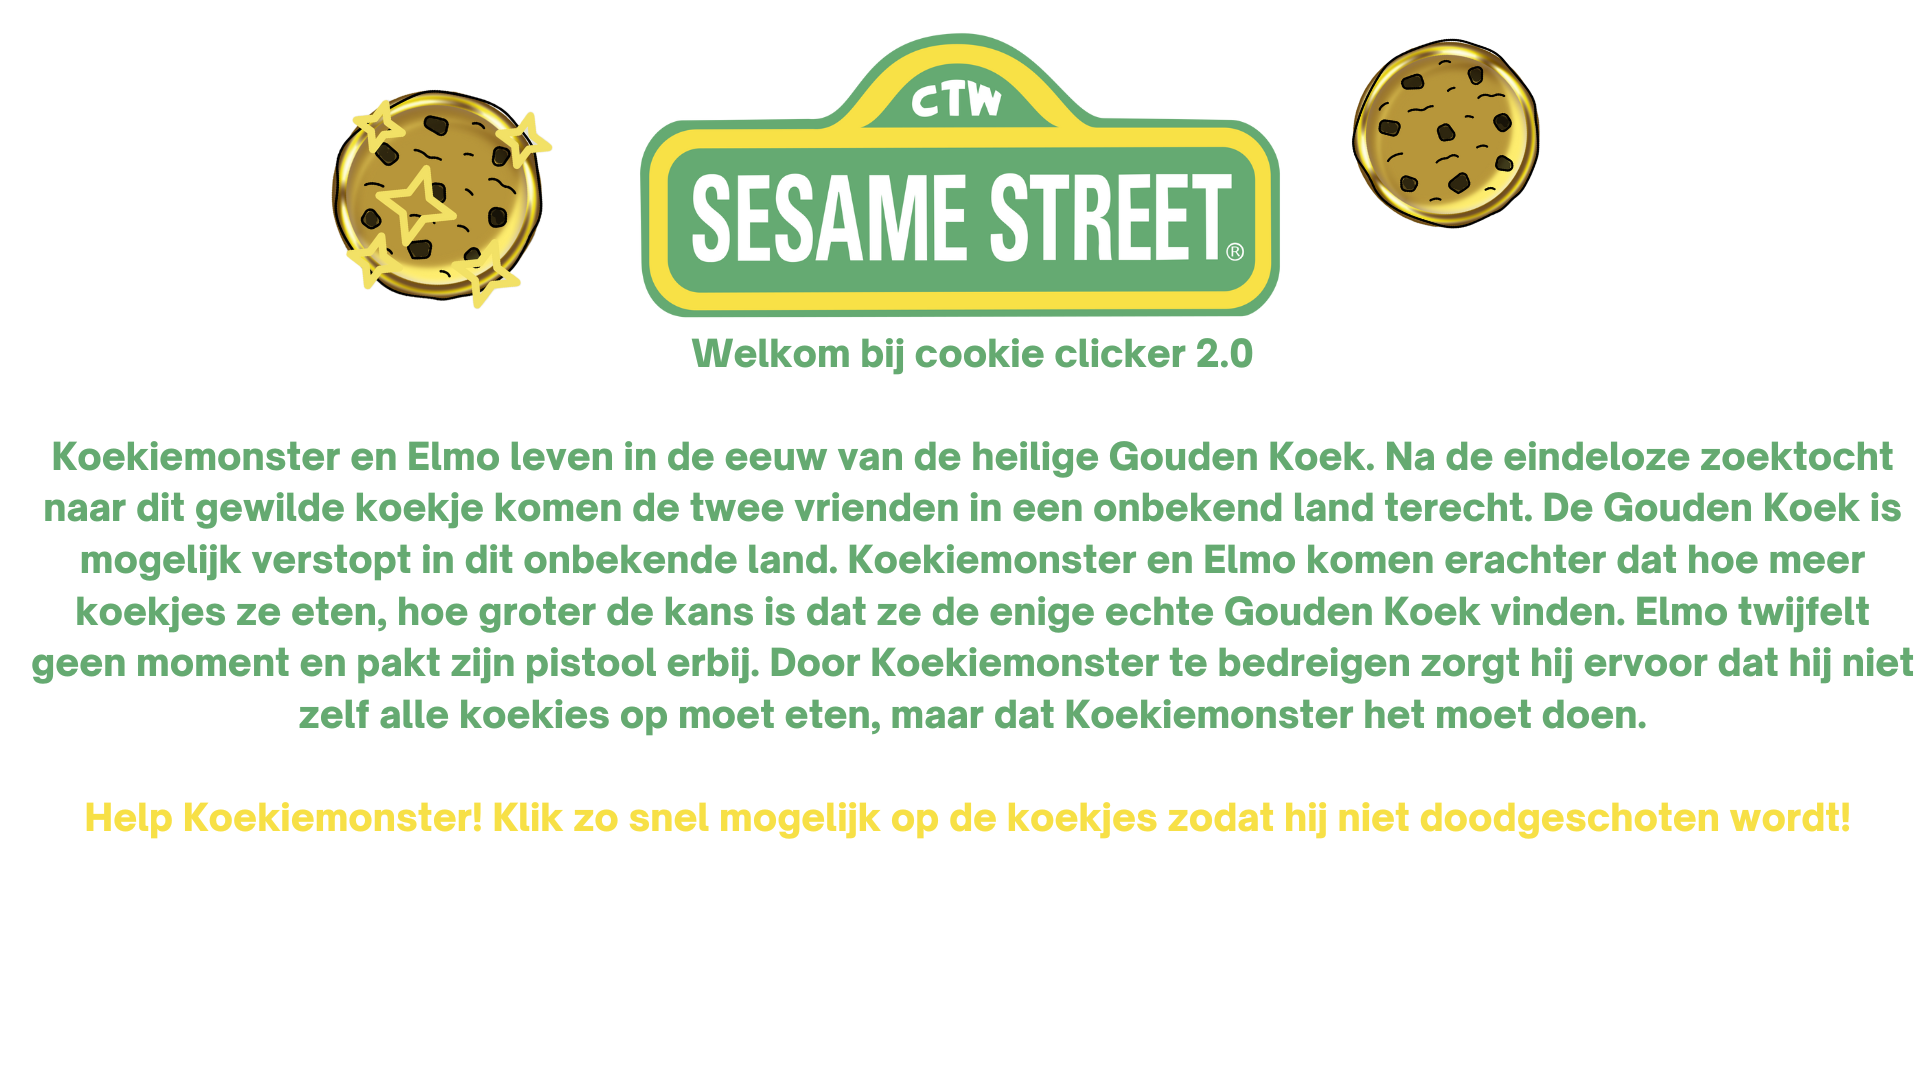 CTW
SESAME STREET®
Welkom bij cookie clicker 2.0
Koekiemonster en Elmo leven in de eeuw van de heilige Gouden Koek. Na de eindeloze zoektocht
naar dit gewilde koekje komen de twee vrienden in een onbekend land terecht. De Gouden Koek is
mogelijk verstopt in dit onbekende land. Koekiemonster en Elmo komen erachter dat hoe meer
koekjes ze eten, hoe groter de kans is dat ze de enige echte Gouden Koek vinden. Elmo twijfelt
geen moment en pakt zijn pistool erbij. Door Koekiemonster te bedreigen zorgt hij ervoor dat hij niet
zelf alle koekies op moet eten, maar dat Koekiemonster het moet doen.
Help Koekiemonster! Klik zo snel mogelijk op de koekjes zodat hij niet doodgeschoten wordt!